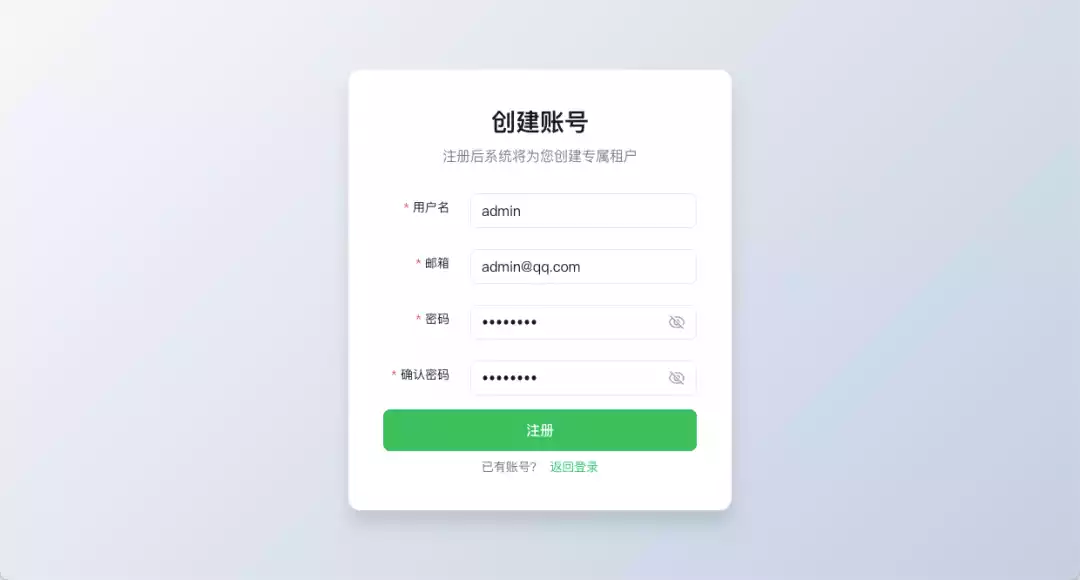 创建账号
注册后系统将为您创建专属租户
* 用户名 admin
* 邮箱 admin@qq.com
* 密码 ••••••••
* 确认密码 ••••••••
注册
已有账号? 返回登录